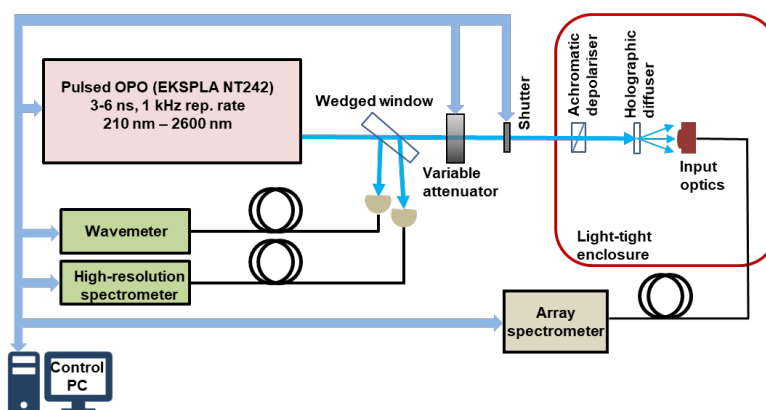 Pulsed OPO (EKSPLA NT242)
3-6 ns, 1 kHz rep. rate
210 nm – 2600 nm
Wedged window
Variable
attenuator
Shutter
Achromatic
depolariser
Holographic
diffuser
Input
optics
Light-tight
enclosure
Wavemeter
High-resolution
spectrometer
Array
spectrometer
Control
PC